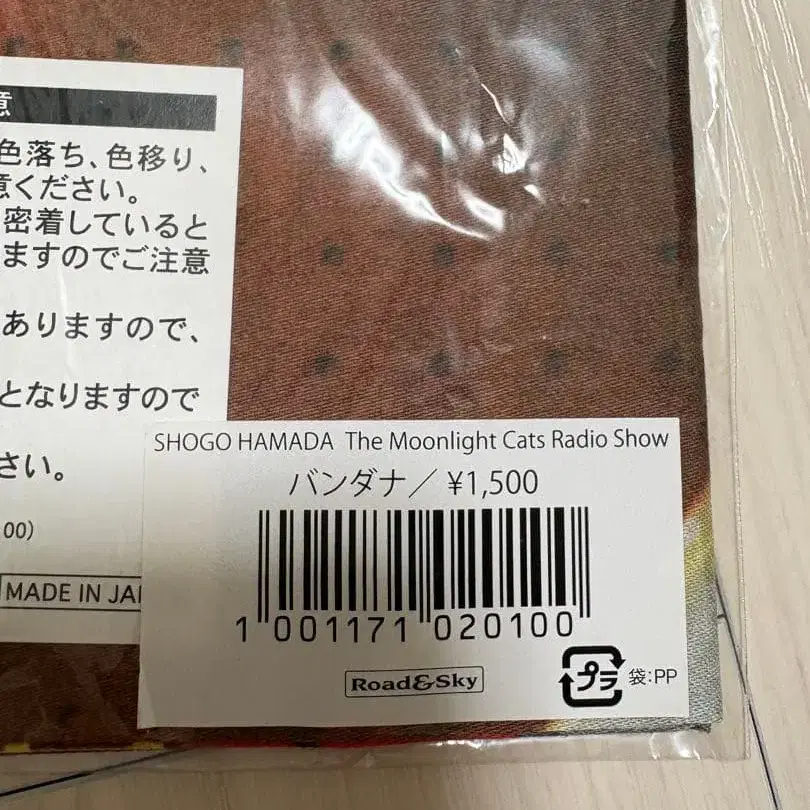 意
色落ち、色移り、
意ください。
密着していると
ますのでご注意
ありますので、
となりますので
さい。
00)
MADE IN JA
SHOGO HAMADA The Moonlight Cats Radio Show
バンダナ／¥1,500
1 001171 020100
Road&Sky
プラ 袋:PP